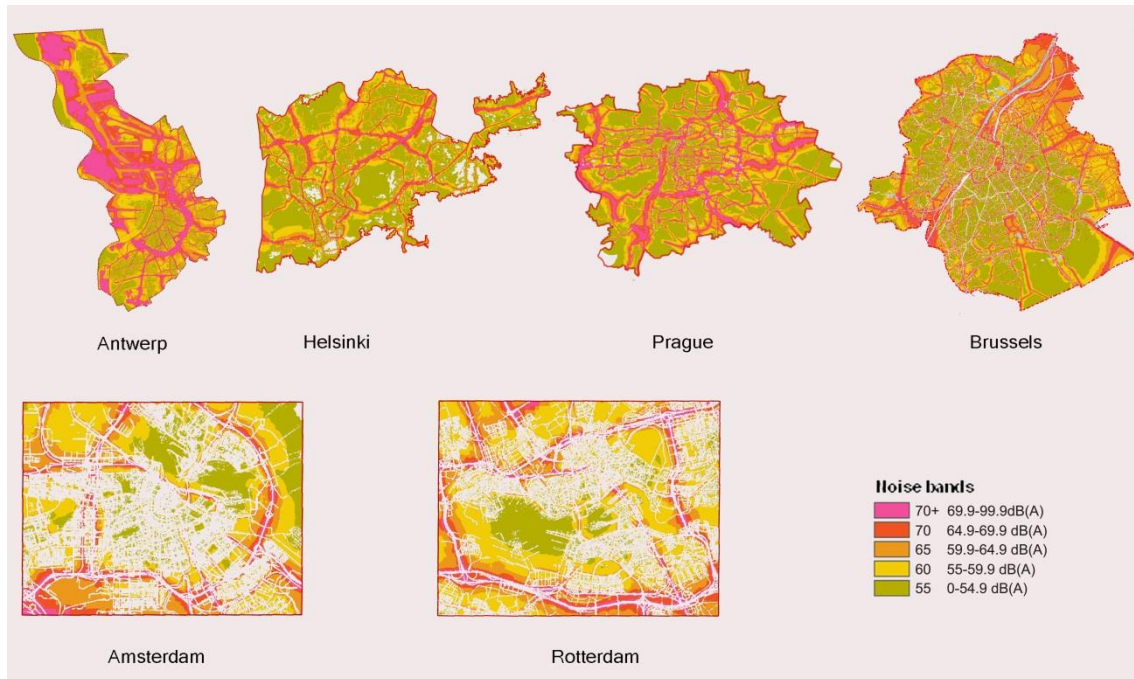 Antwerp
Helsinki
Prague
Brussels
Amsterdam
Rotterdam
Noise bands
70+ 69.9-99.9dB(A)
70 64.9-69.9 dB(A)
65 59.9-64.9 dB(A)
60 55-59.9 dB(A)
55 0-54.9 dB(A)